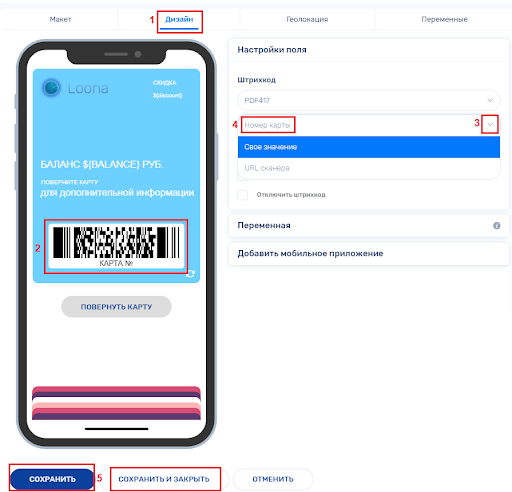 Макет
1 Дизайн
Геолокация
Переменные
Loona
СКИДКА
${discount}
БАЛАНС ${BALANCE} РУБ.
ПОВЕРНИТЕ КАРТУ
для дополнительной информации
2
КАРТА №
ПОВЕРНУТЬ КАРТУ
Настройки поля
Штрихкод
PDF417
4 Номер карты 3
Свое значение
URL сканера
Отключить штрихкод
Переменная i
Добавить мобильное приложение
СОХРАНИТЬ 5 СОХРАНИТЬ И ЗАКРЫТЬ ОТМЕНИТЬ